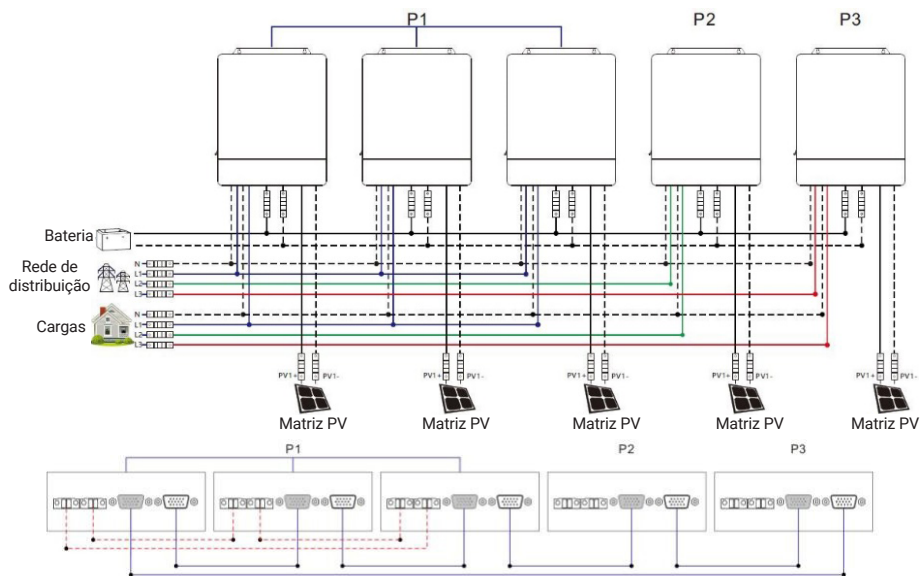 P1 P2 P3
Bateria
Rede de
distribuição
N
L1
L2
L3
Cargas
N
L1
L2
L3
PV1+ PV1- PV1+ PV1- PV1+ PV1- PV1+ PV1- PV1+ PV1-
Matriz PV Matriz PV Matriz PV Matriz PV Matriz PV
P1 P2 P3